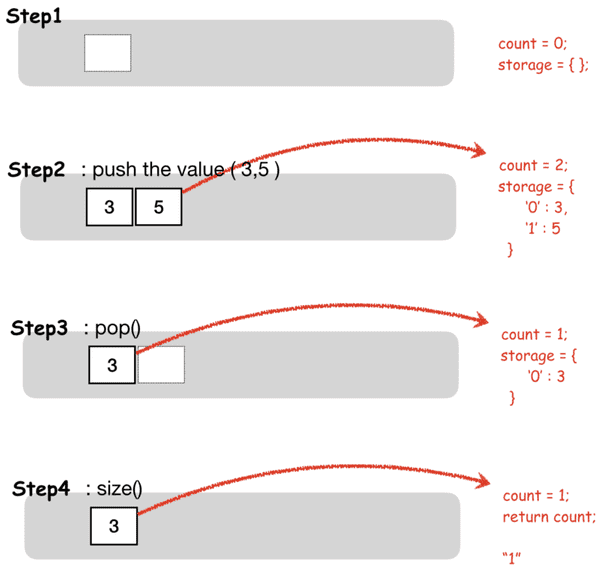 Step1
count = 0;
storage = { };
Step2 : push the value ( 3,5 )
3 5
count = 2;
storage = {
‘0’ : 3,
‘1’ : 5
}
Step3 : pop()
3
count = 1;
storage = {
‘0’ : 3
}
Step4 : size()
3
count = 1;
return count;
“1”